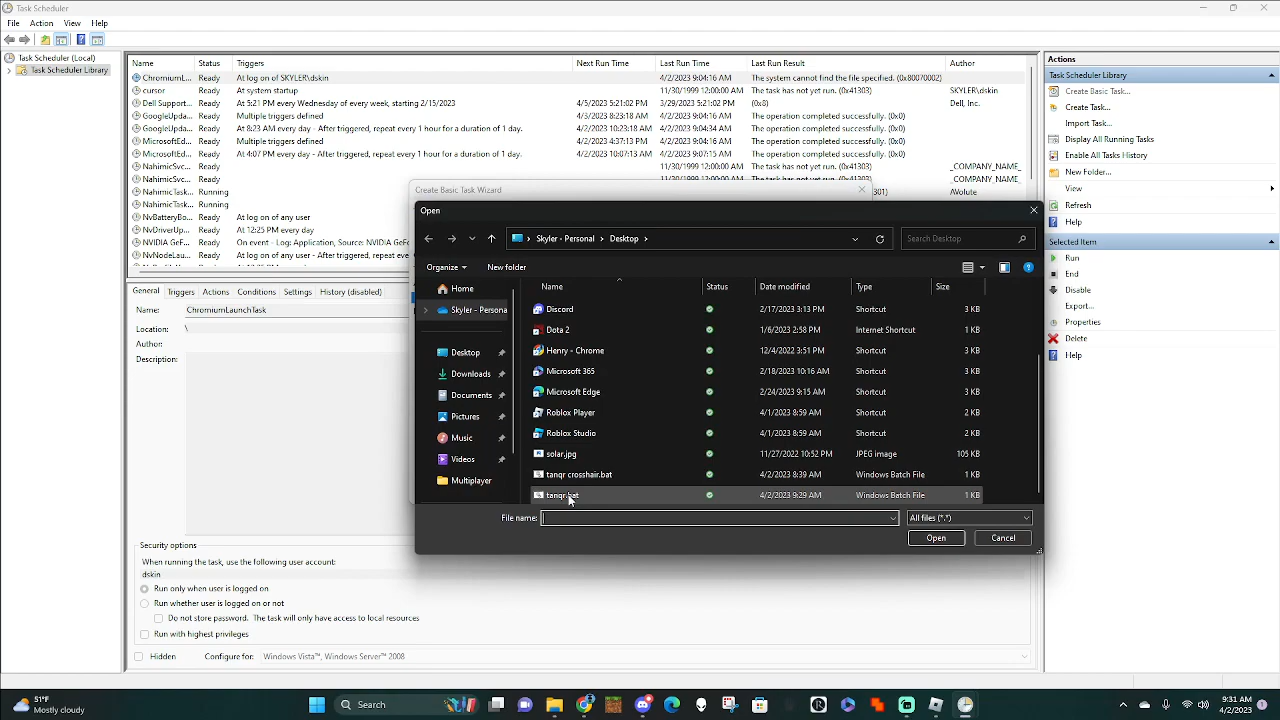 Task Scheduler
File Action View Help
Task Scheduler (Local)
Task Scheduler Library
Name Status Triggers Next Run Time Last Run Time Last Run Result Author
ChromiumL... Ready At log on of SKYLER\dskin 4/2/2023 9:04:16 AM The system cannot find the file specified. (0x80070002)
cursor Ready At system startup 11/30/1999 12:00:00 AM The task has not yet run. (0x41303) SKYLER\dskin
Dell Support... Ready At 5:21 PM every Wednesday of every week, starting 2/15/2023 4/5/2023 5:21:02 PM 3/29/2023 5:21:02 PM (0x8) Dell, Inc.
GoogleUpda... Ready Multiple triggers defined 4/3/2023 8:23:18 AM 4/2/2023 9:04:16 AM The operation completed successfully. (0x0)
GoogleUpda... Ready At 8:23 AM every day - After triggered, repeat every 1 hour for a duration of 1 day. 4/2/2023 10:23:18 AM 4/2/2023 9:04:34 AM The operation completed successfully. (0x0)
MicrosoftEd... Ready Multiple triggers defined 4/2/2023 4:37:13 PM 4/2/2023 9:04:16 AM The operation completed successfully. (0x0)
MicrosoftEd... Ready At 4:07 PM every day - After triggered, repeat every 1 hour for a duration of 1 day. 4/2/2023 10:07:13 AM 4/2/2023 9:07:15 AM The operation completed successfully. (0x0)
NahimicSvc... Ready 11/30/1999 12:00:00 AM The task has not yet run. (0x41303) _COMPANY_NAME_
NahimicSvc... Ready _COMPANY_NAME_
NahimicTask... Running 301) AVolute
NahimicTask... Running
NvBatteryBo... Ready At log on of any user
NvDriverUp... Ready At 12:25 PM every day
NVIDIA GeF... Ready On event - Log: Application, Source: NVIDIA GeFo
NvNodeLau... Ready At log on of any user - After triggered, repeat ev
General Triggers Actions Conditions Settings History (disabled)
Name: ChromiumLaunchTask
Location: \
Author:
Description:
Security options
When running the task, use the following user account:
dskin
Run only when user is logged on
Run whether user is logged on or not
Do not store password. The task will only have access to local resources
Run with highest privileges
Hidden Configure for: Windows Vista™, Windows Server™ 2008
Create Basic Task Wizard
Open
Skyler - Personal Desktop
Search Desktop
Organize New folder
Home
Skyler - Persona
Desktop
Downloads
Documents
Pictures
Music
Videos
Multiplayer
Name Status Date modified Type Size
Discord 2/17/2023 3:13 PM Shortcut 3 KB
Dota 2 1/6/2023 2:58 PM Internet Shortcut 1 KB
Henry - Chrome 12/4/2022 3:51 PM Shortcut 3 KB
Microsoft 365 2/18/2023 10:16 AM Shortcut 3 KB
Microsoft Edge 2/24/2023 9:15 AM Shortcut 3 KB
Roblox Player 4/1/2023 8:59 AM Shortcut 2 KB
Roblox Studio 4/1/2023 8:59 AM Shortcut 2 KB
solar.jpg 11/27/2022 10:52 PM JPEG image 105 KB
tanqr crosshair.bat 4/2/2023 8:39 AM Windows Batch File 1 KB
tanqr.bat 4/2/2023 9:29 AM Windows Batch File 1 KB
File name: All files (*.*)
Open Cancel
Actions
Task Scheduler Library
Create Basic Task...
Create Task...
Import Task...
Display All Running Tasks
Enable All Tasks History
New Folder...
View
Refresh
Help
Selected Item
Run
End
Disable
Export...
Properties
Delete
Help
51°F
Mostly cloudy
Search
9:31 AM
4/2/2023